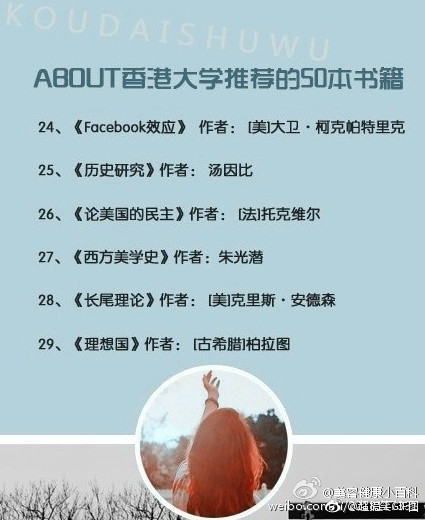 KOUDAISHUWU
ABOUT香港大学推荐的50本书籍
24、《Facebook效应》 作者： [美]大卫·柯克帕特里克
25、《历史研究》作者： 汤因比
26、《论美国的民主》作者： [法]托克维尔
27、《西方美学史》作者：朱光潜
28、《长尾理论》作者： [美]克里斯·安德森
29、《理想国》作者： [古希腊]柏拉图
@美容健康小百科
weibo.com/